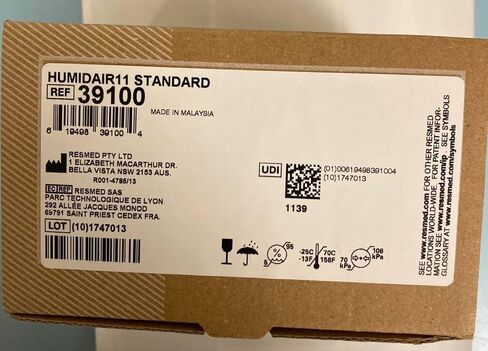 HUMIDAIR11 STANDARD
REF 39100
6 19498 39100 4
MADE IN MALAYSIA
RESMED PTY LTD
1 ELIZABETH MACARTHUR DR.
BELLA VISTA NSW 2153 AUS.
R001-4785/13
EC REP RESMED SAS
PARC TECHNOLOGIQUE DE LYON
292 ALLÉE JACQUES MONOD
69791 SAINT PRIEST CEDEX FRA.
LOT (10)1747013
UDI
(01)00619498391004
(10)1747013
1139
5 % 95
-25C
-13F
70C
158F
70
kPa
106
kPa
SEE www.resmed.com FOR OTHER RESMED
LOCATIONS WORLD-WIDE. FOR PATENT INFOR-
MATION SEE www.resmed.com/ip . SEE SYMBOLS
GLOSSARY AT www.resmed.com/symbols